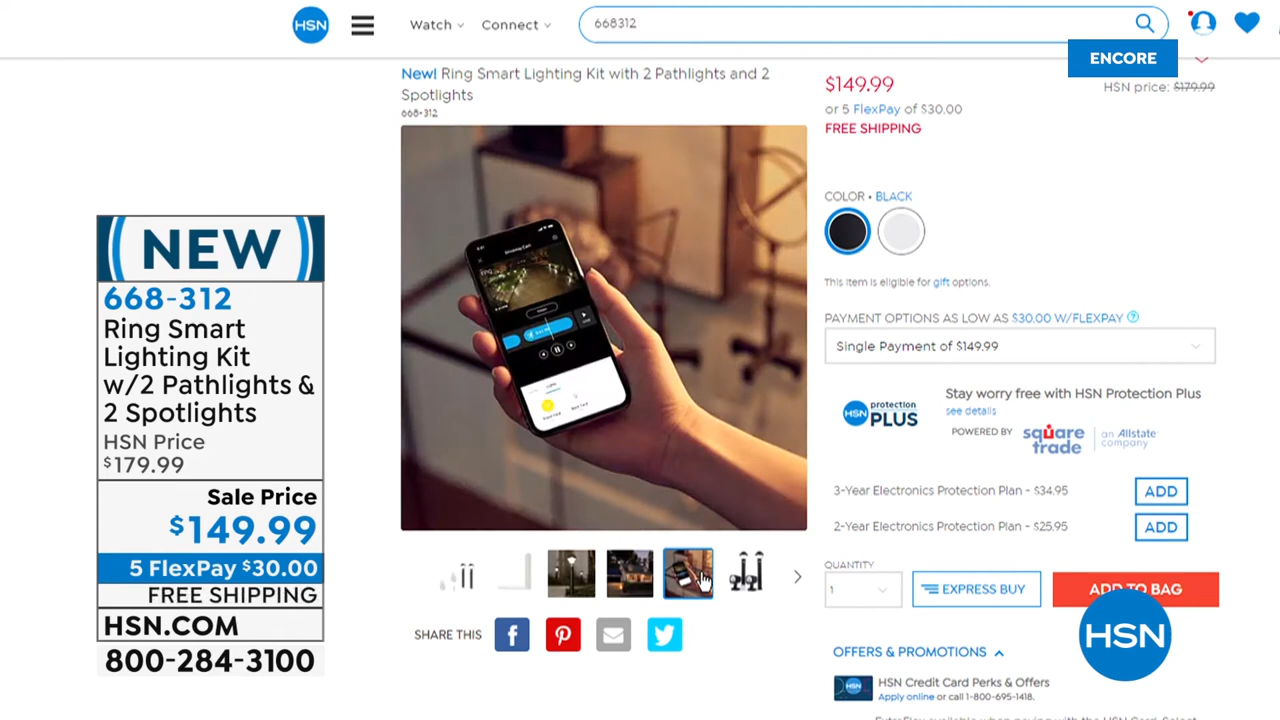 HSN
Watch
Connect
668312
ENCORE
New! Ring Smart Lighting Kit with 2 Pathlights and 2
Spotlights
668-312
$149.99
HSN price: $179.99
or 5 FlexPay of $30.00
FREE SHIPPING
COLOR • BLACK
This item is eligible for gift options.
PAYMENT OPTIONS AS LOW AS $30.00 W/FLEXPAY ?
Single Payment of $149.99
HSN protection PLUS
Stay worry free with HSN Protection Plus
see details
POWERED BY
square trade
an Allstate company
3-Year Electronics Protection Plan - $34.95
ADD
2-Year Electronics Protection Plan - $25.95
ADD
QUANTITY
1
EXPRESS BUY
ADD TO BAG
OFFERS & PROMOTIONS
HSN
HSN Credit Card Perks & Offers
Apply online or call 1-800-695-1418.
SHARE THIS
NEW
668-312
Ring Smart
Lighting Kit
w/2 Pathlights &
2 Spotlights
HSN Price
$179.99
Sale Price
$149.99
5 FlexPay $30.00
FREE SHIPPING
HSN.COM
800-284-3100